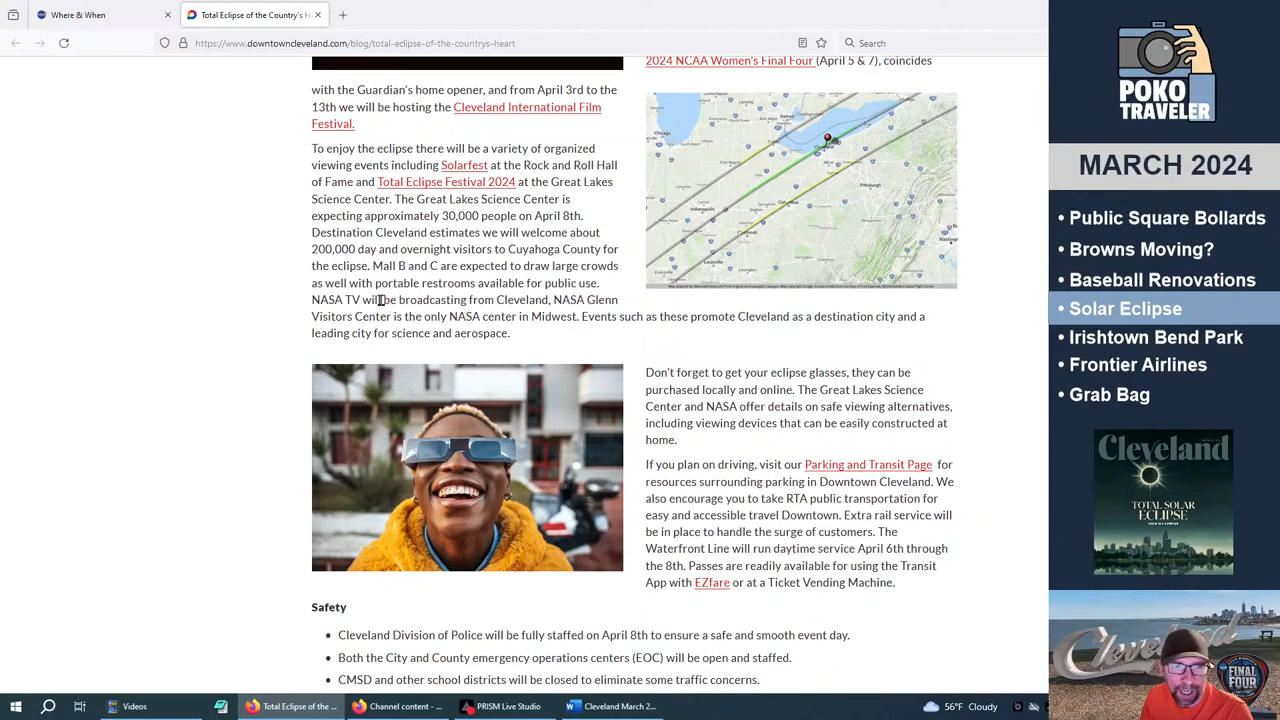 Where & When
Total Eclipse of the Country's H
https://www.downtowncleveland.com/blog/total-eclipse-of-the-countrys-heart
Search
2024 NCAA Women's Final Four (April 5 & 7), coincides
with the Guardian's home open, and from April 3rd to the
13th we will be hosting the Cleveland International Film
Festival.
To enjoy the eclipse there will be a variety of organized
viewing events including Solarfest at the Rock and Roll Hall
of Fame and Total Eclipse Festival 2024 at the Great Lakes
Science Center. The Great Lakes Science Center is
expecting approximately 30,000 people on April 8th.
Destination Cleveland estimates we will welcome about
200,000 day and overnight visitors to Cuyahoga County for
the eclipse. Mall B and C are expected to draw large crowds
as well with portable restrooms available for public use.
NASA TV will be broadcasting from Cleveland, NASA Glenn
Visitors Center is the only NASA center in Midwest. Events such as these promote Cleveland as a destination city and a
leading city for science and aerospace.
Don't forget to get your eclipse glasses, they can be
purchased locally and online. The Great Lakes Science
Center and NASA offer details on safe viewing alternatives,
including viewing devices that can be easily constructed at
home.
If you plan on driving, visit our Parking and Transit Page for
resources surrounding parking in Downtown Cleveland. We
also encourage you to take RTA public transportation for
easy and accessible travel Downtown. Extra rail service will
be in place to handle the surge of customers. The
Waterfront Line will run daytime service April 6th through
the 8th. Passes are readily available for using the Transit
App with EZfare or at a Ticket Vending Machine.
Safety
• Cleveland Division of Police will be fully staffed on April 8th to ensure a safe and smooth event day.
• Both the City and County emergency operations centers (EOC) will be open and staffed.
• CMSD and other school districts will be closed to eliminate some traffic concerns.
Videos
Total Eclipse of the ...
Channel content - ...
PRISM Live Studio
Cleveland March 2...
56°F Cloudy
POKO
TRAVELER
MARCH 2024
• Public Square Bollards
• Browns Moving?
• Baseball Renovations
• Solar Eclipse
• Irishtown Bend Park
• Frontier Airlines
• Grab Bag
Cleveland
TOTAL SOLAR
ECLIPSE
Cleveland
FINAL
FOUR